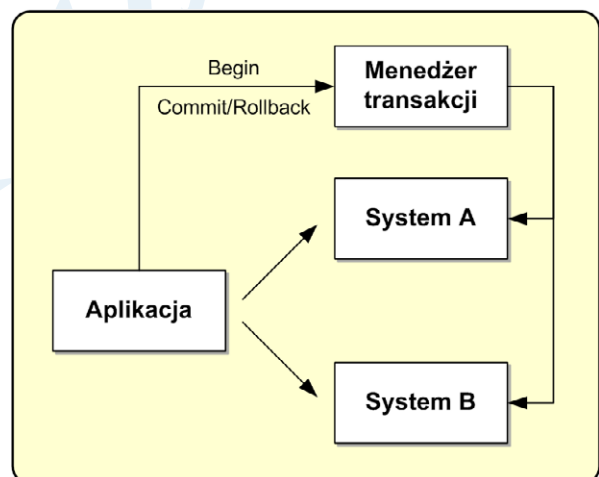 Begin
Commit/Rollback
Menedżer
transakcji
System A
Aplikacja
System B